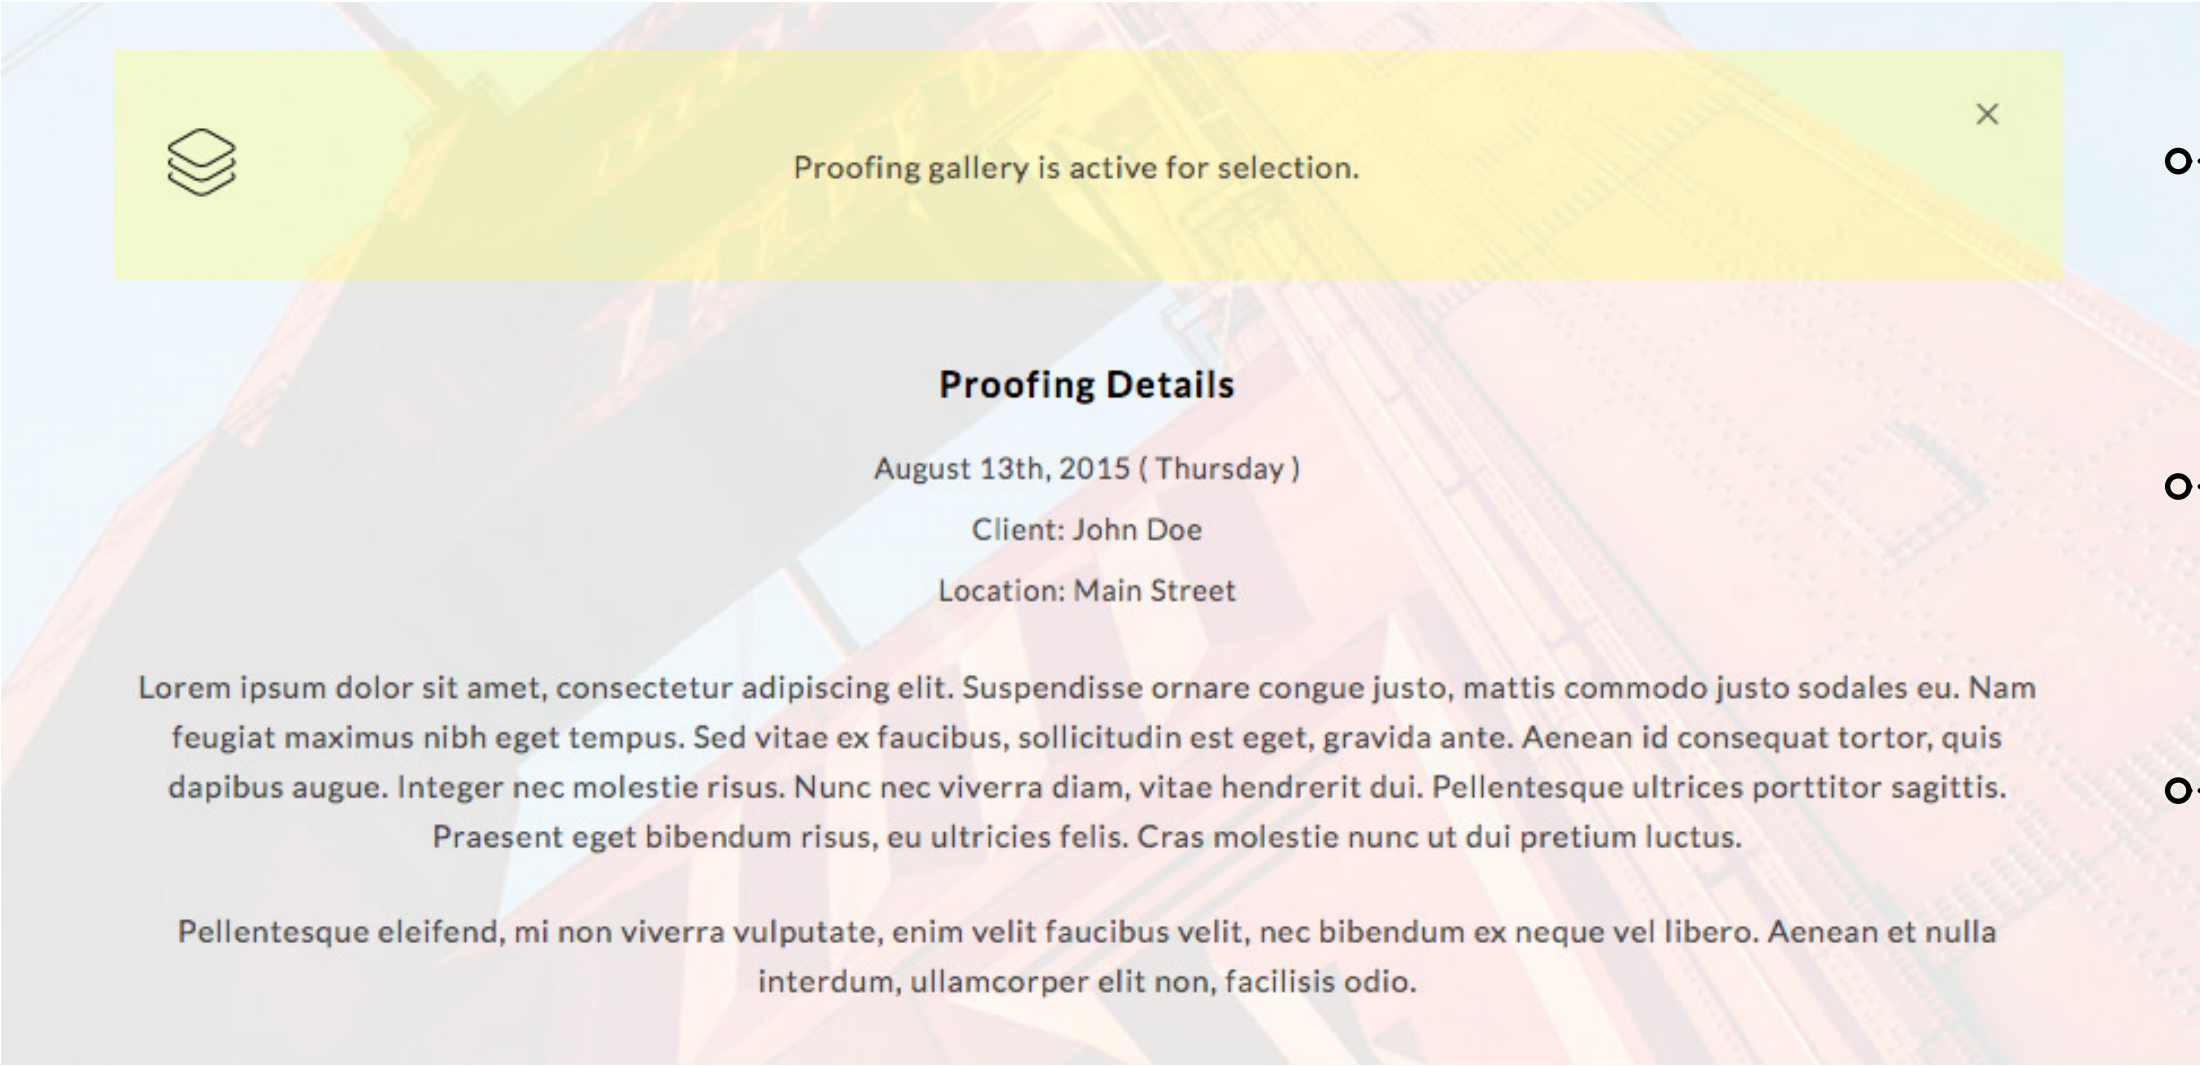 Proofing gallery is active for selection.
Proofing Details
August 13th, 2015 ( Thursday )
Client: John Doe
Location: Main Street
Lorem ipsum dolor sit amet, consectetur adipiscing elit. Suspendisse ornare congue justo, mattis commodo justo sodales eu. Nam
feugiat maximus nibh eget tempus. Sed vitae ex faucibus, sollicitudin est eget, gravida ante. Aenean id consequat tortor, quis
dapibus augue. Integer nec molestie risus. Nunc nec viverra diam, vitae hendrerit dui. Pellentesque ultrices porttitor sagittis.
Praesent eget bibendum risus, eu ultricies felis. Cras molestie nunc ut dui pretium luctus.
Pellentesque eleifend, mi non viverra vulputate, enim velit faucibus velit, nec bibendum ex neque vel libero. Aenean et nulla
interdum, ullamcorper elit non, facilisis odio.